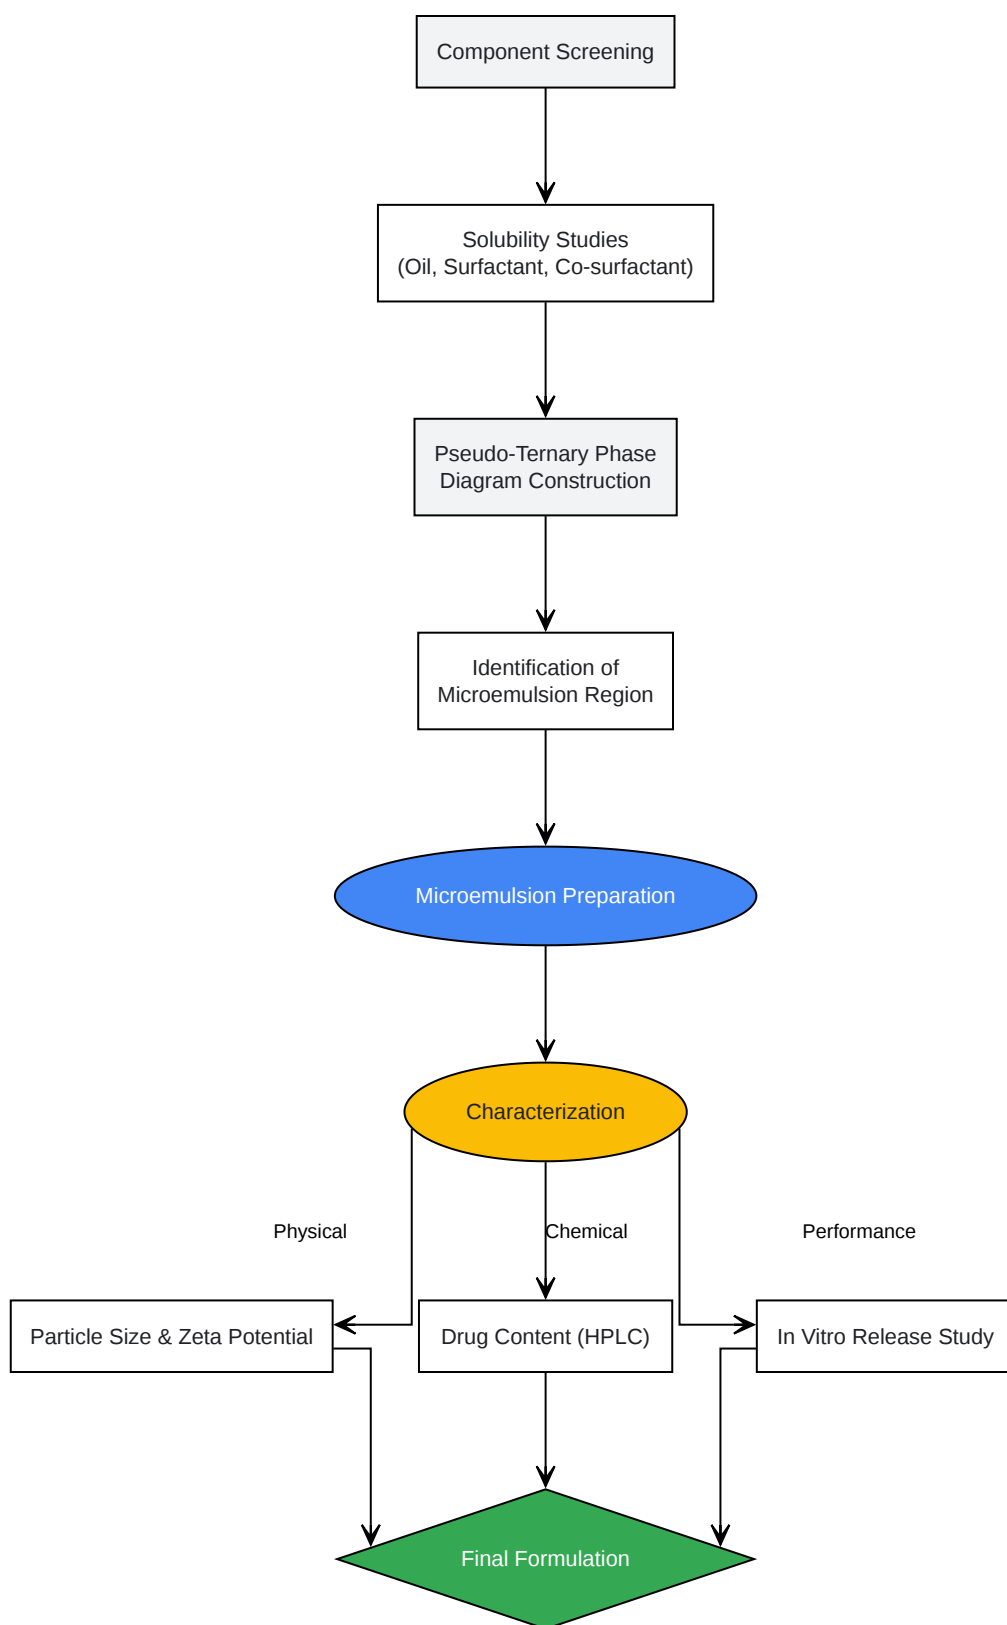 Component Screening
Solubility Studies
(Oil, Surfactant, Co-surfactant)
Pseudo-Ternary Phase
Diagram Construction
Identification of
Microemulsion Region
Microemulsion Preparation
Characterization
Physical
Chemical
Performance
Particle Size & Zeta Potential
Drug Content (HPLC)
In Vitro Release Study
Final Formulation